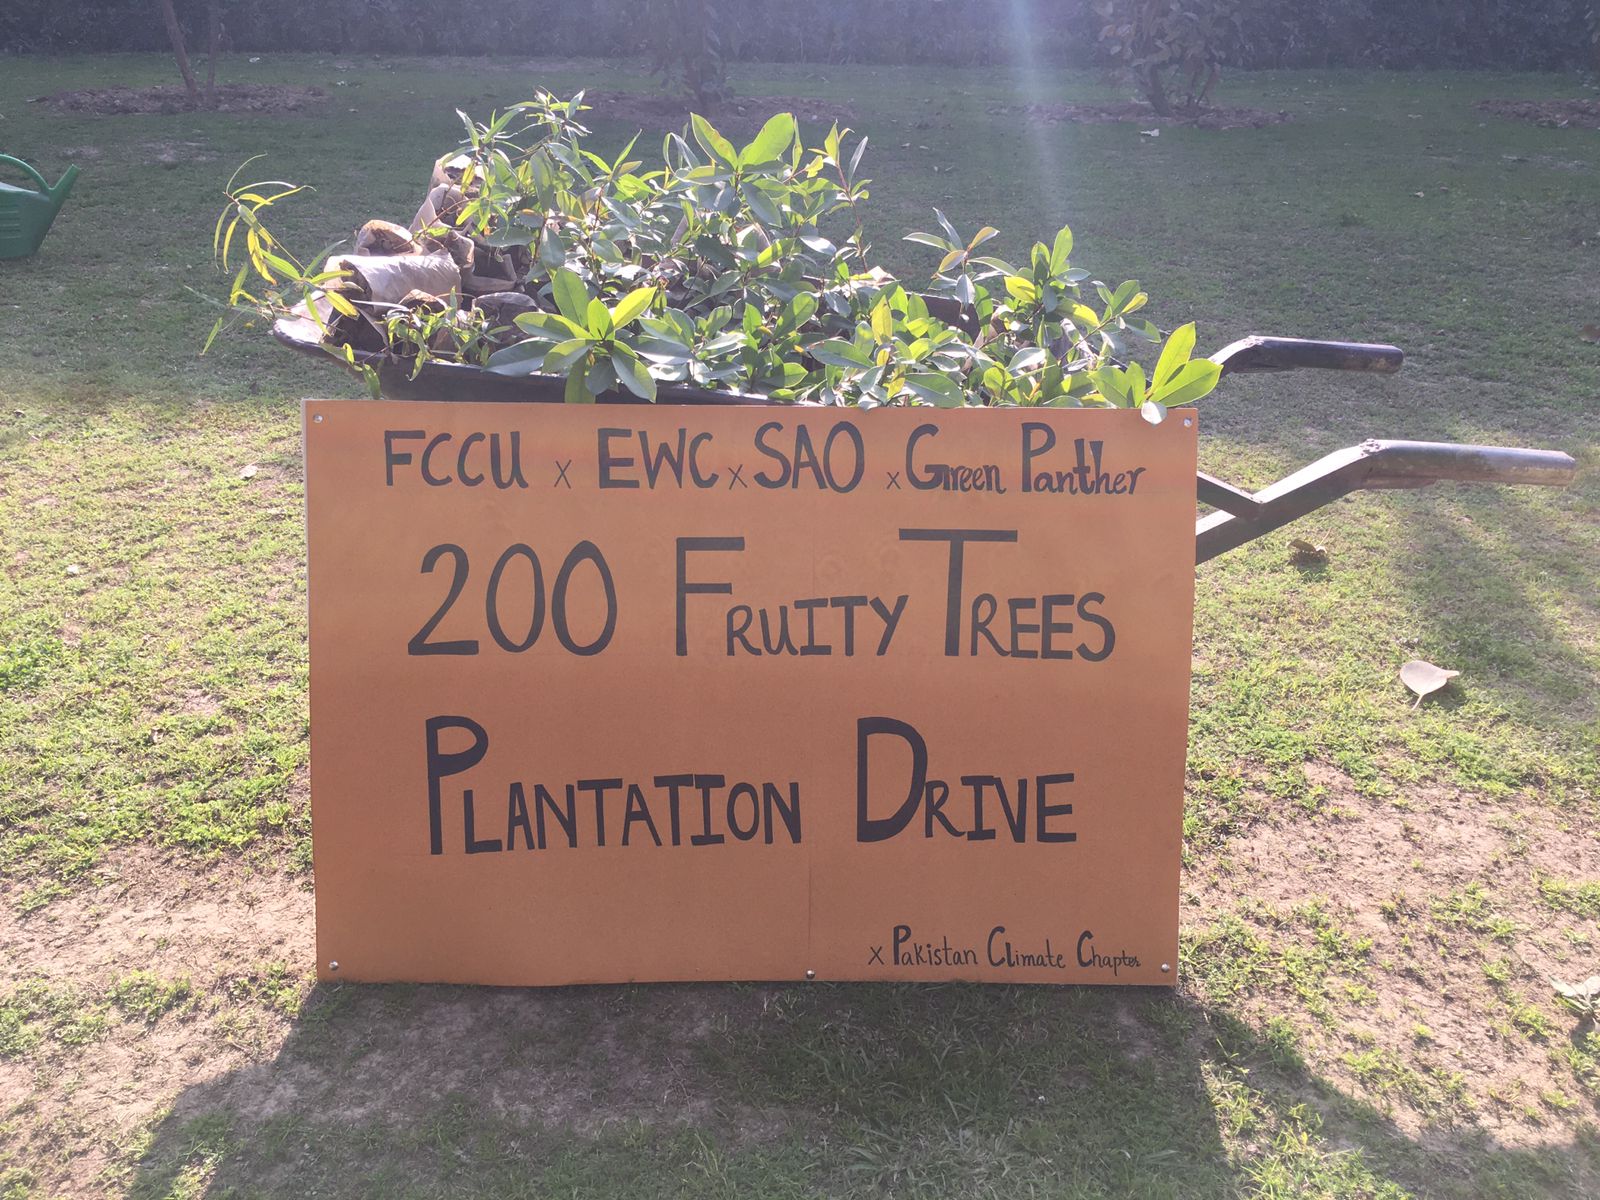 FCCU x EWC x SAO x Green Panther
200 FRUITY TREES
PLANTATION DRIVE
x Pakistan Climate Chapter